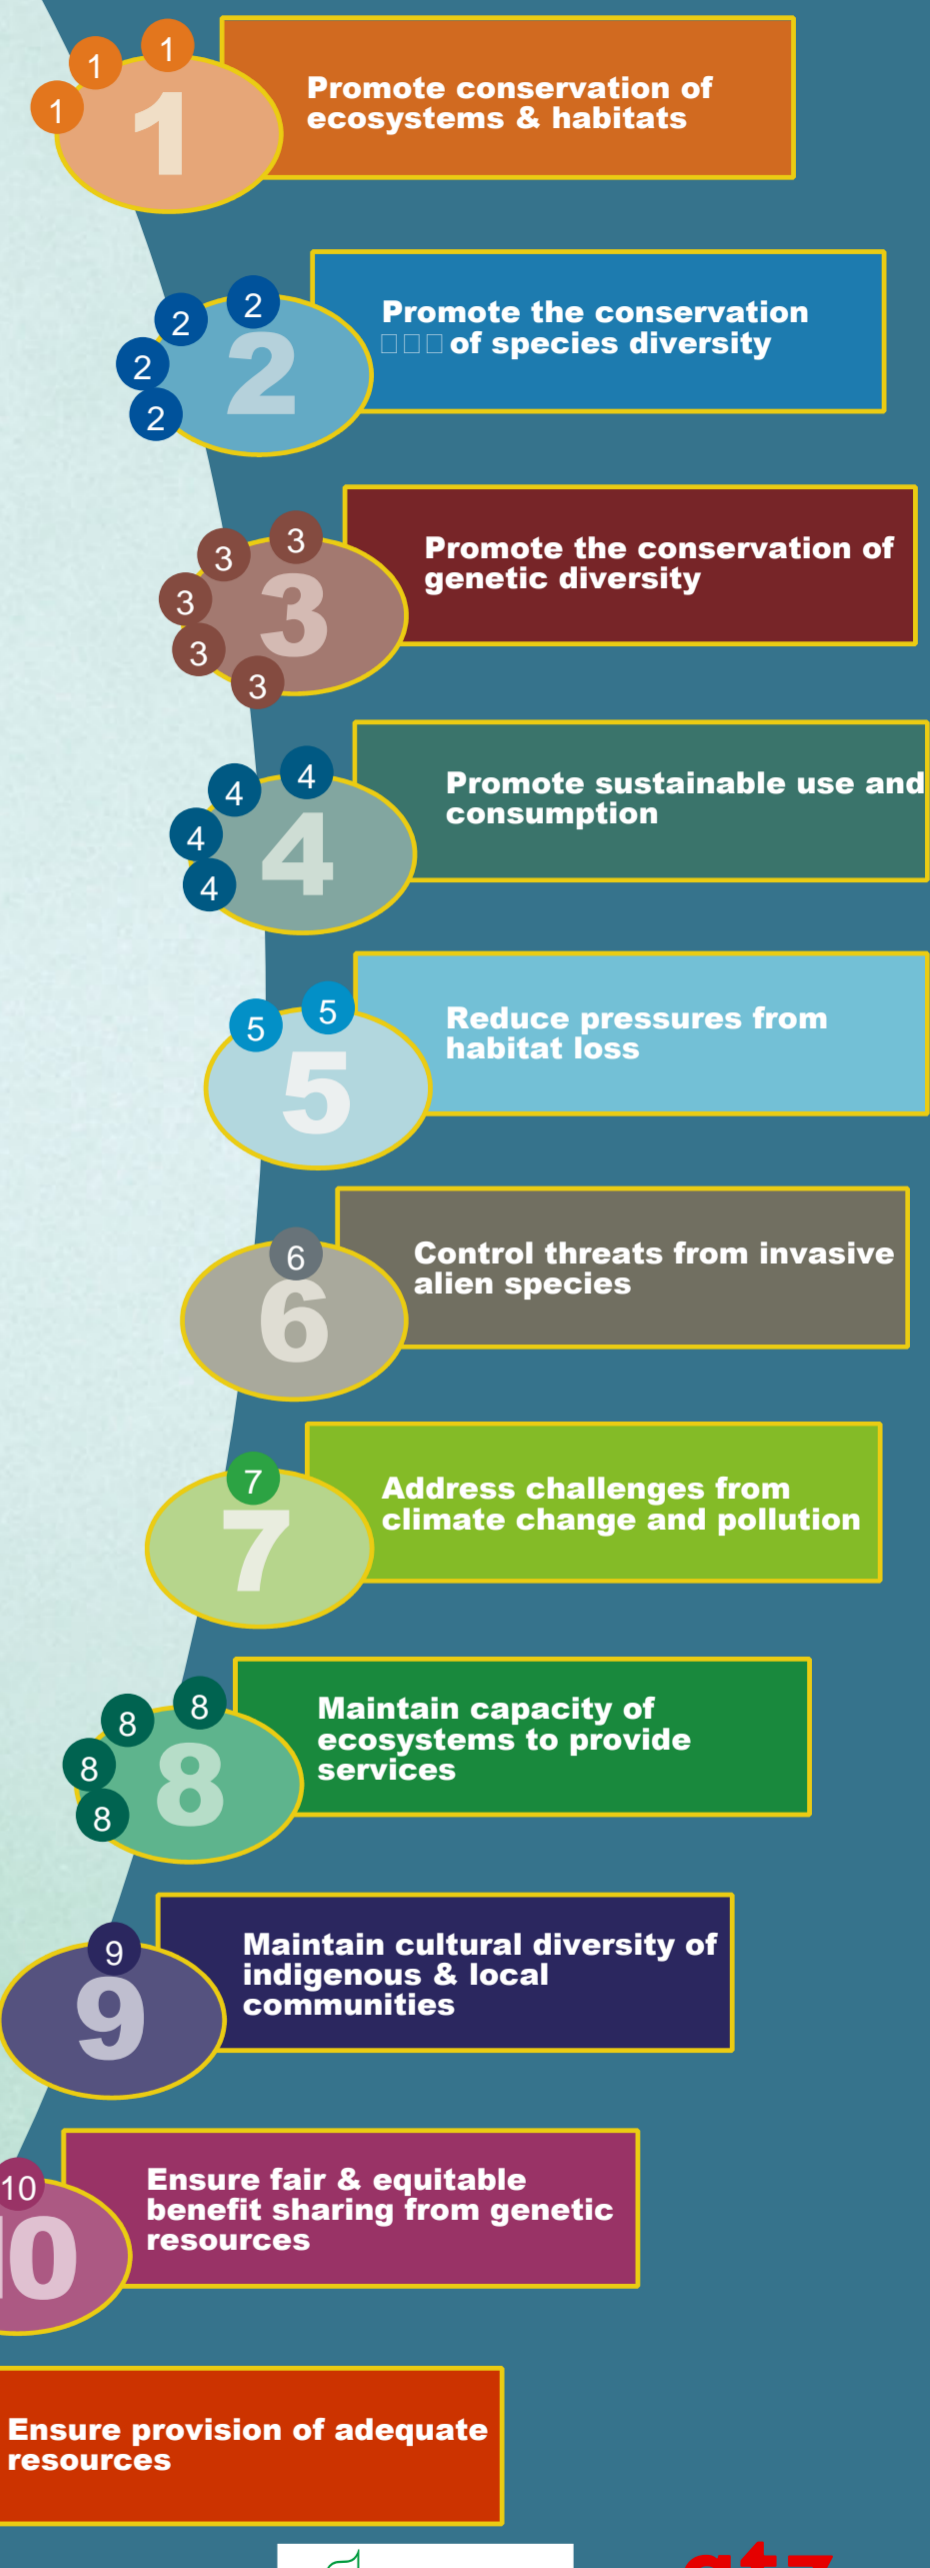 1
1
1
1
Promote conservation of
ecosystems & habitats
2
2
2
2
2
Promote the conservation
of species diversity
3
3
3
3
3
3
Promote the conservation of
genetic diversity
4
4
4
4
4
Promote sustainable use and
consumption
5
5
5
Reduce pressures from
habitat loss
6
6
Control threats from invasive
alien species
7
7
Address challenges from
climate change and pollution
8
8
8
8
8
Maintain capacity of
ecosystems to provide
services
9
9
Maintain cultural diversity of
indigenous & local
communities
10
10
Ensure fair & equitable
benefit sharing from genetic
resources
Ensure provision of adequate
resources